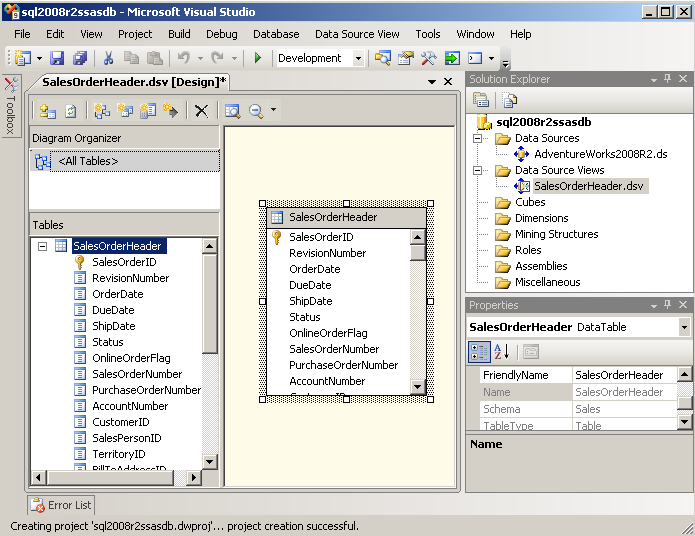 sql2008r2ssasdb - Microsoft Visual Studio
File Edit View Project Build Debug Database Data Source View Tools Window Help
Development
Toolbox
SalesOrderHeader.dsv [Design]*
Diagram Organizer
<All Tables>
Tables
SalesOrderHeader
SalesOrderID
RevisionNumber
OrderDate
DueDate
ShipDate
Status
OnlineOrderFlag
SalesOrderNumber
PurchaseOrderNumber
AccountNumber
CustomerID
SalesPersonID
TerritoryID
BillToAddressID
SalesOrderHeader
SalesOrderID
RevisionNumber
OrderDate
DueDate
ShipDate
Status
OnlineOrderFlag
SalesOrderNumber
PurchaseOrderNumber
AccountNumber
CustomerID
Solution Explorer
sql2008r2ssasdb
Data Sources
AdventureWorks2008R2.ds
Data Source Views
SalesOrderHeader.dsv
Cubes
Dimensions
Mining Structures
Roles
Assemblies
Miscellaneous
Properties
SalesOrderHeader DataTable
FriendlyName SalesOrderHeader
Name SalesOrderHeader
Schema Sales
TableType Table
Name
Error List
Creating project 'sql2008r2ssasdb.dwproj'... project creation successful.